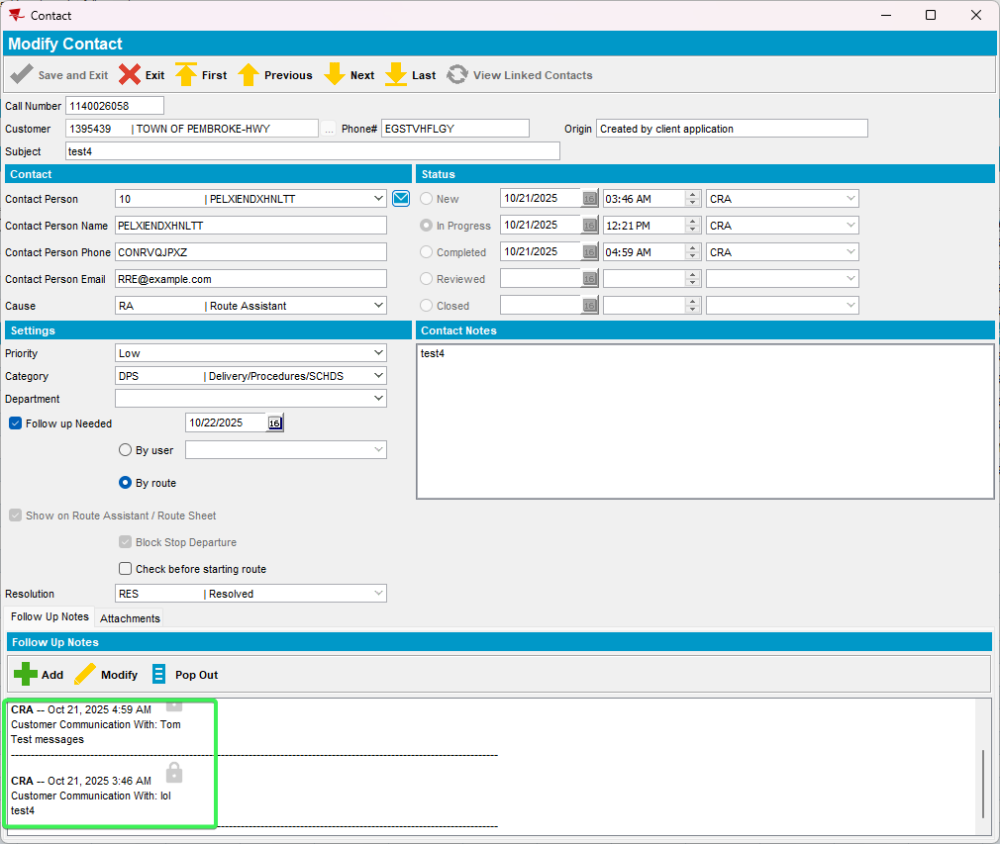 Contact
Modify Contact
Save and Exit Exit First Previous Next Last View Linked Contacts
Call Number 1140026058
Customer 1395439 | TOWN OF PEMBROKE-HWY ... Phone# EGSTVHFLGY Origin Created by client application
Subject test4
Contact
Contact Person 10 | PELXIENDXHNLTT
Contact Person Name PELXIENDXHNLTT
Contact Person Phone CONRVQJPXZ
Contact Person Email RRE@example.com
Cause RA | Route Assistant
Status
New 10/21/2025 16 03:46 AM CRA
In Progress 10/21/2025 16 12:21 PM CRA
Completed 10/21/2025 16 04:59 AM CRA
Reviewed 16
Closed 16
Settings
Priority Low
Category DPS | Delivery/Procedures/SCHDS
Department
Follow up Needed 10/22/2025 16
By user
By route
Show on Route Assistant / Route Sheet
Block Stop Departure
Check before starting route
Resolution RES | Resolved
Contact Notes
test4
Follow Up Notes Attachments
Follow Up Notes
Add Modify Pop Out
CRA -- Oct 21, 2025 4:59 AM
Customer Communication With: Tom
Test messages
CRA -- Oct 21, 2025 3:46 AM
Customer Communication With: lol
test4